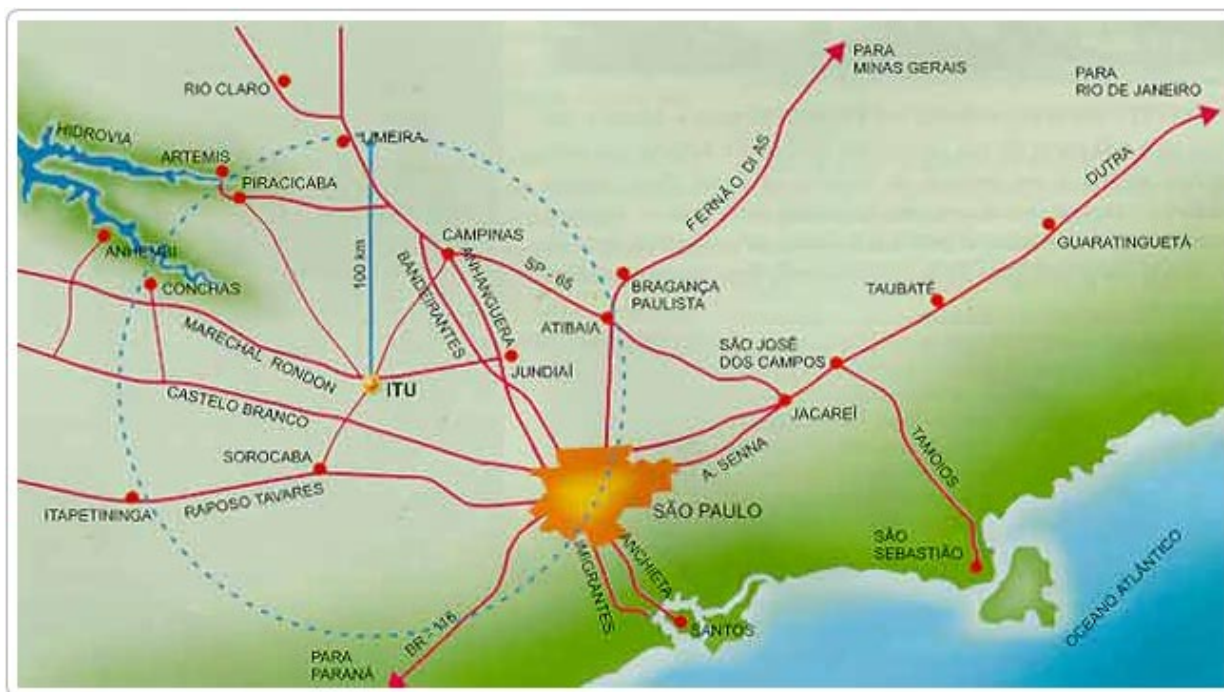 RIO CLARO
LIMEIRA
HIDROVIA
ARTEMIS
PIRACICABA
100 km
ANHEMBI
CONCHAS
CAMPINAS
BANDEIRANTES
ANHANGUERA
SP - 65
FERNÃO DIAS
PARA
MINAS GERAIS
PARA
RIO DE JANEIRO
DUTRA
GUARATINGUETÁ
TAUBATÉ
BRAGANÇA
PAULISTA
ATIBAIA
SÃO JOSÉ
DOS CAMPOS
JACAREÍ
JUNDIAÍ
MARECHAL RONDON
ITU
CASTELO BRANCO
SOROCABA
ITAPETININGA
RAPOSO TAVARES
A. SENNA
SÃO PAULO
TAMOIOS
SÃO
SEBASTIÃO
OCEANO ATLÂNTICO
IMIGRANTES
ANCHIETA
SANTOS
BR - 116
PARA
PARANÁ